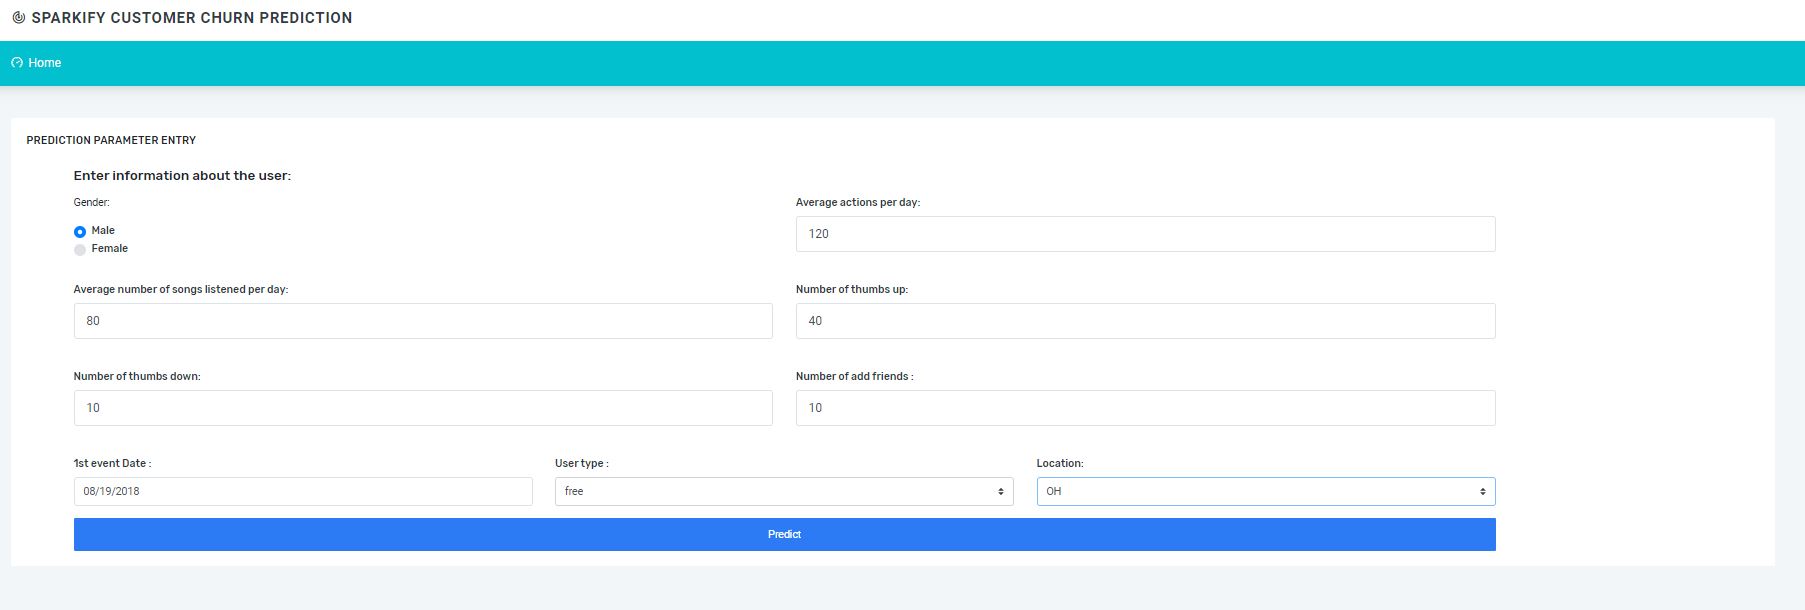 SPARKIFY CUSTOMER CHURN PREDICTION
Home
PREDICTION PARAMETER ENTRY
Enter information about the user:
Gender:
Male
Female
Average actions per day:
120
Average number of songs listened per day:
80
Number of thumbs up:
40
Number of thumbs down:
10
Number of add friends :
10
1st event Date :
08/19/2018
User type :
free
Location:
OH
Predict